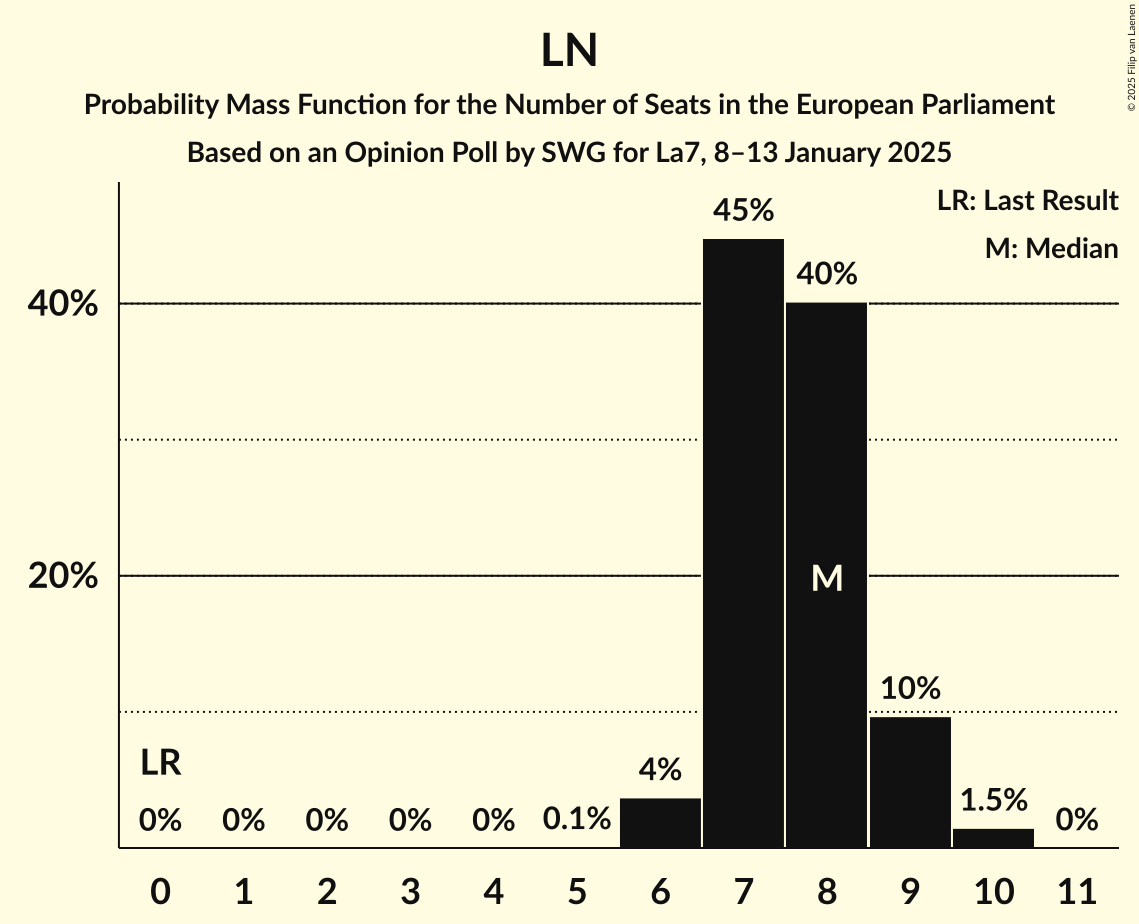 LN
Probability Mass Function for the Number of Seats in the European Parliament
Based on an Opinion Poll by SWG for La7, 8–13 January 2025
© 2025 Filip van Laenen
LR: Last Result
M: Median
45%
40%
40%
20%
M
10%
LR
4%
0% 0% 0% 0% 0% 0.1% 1.5% 0%
0 1 2 3 4 5 6 7 8 9 10 11